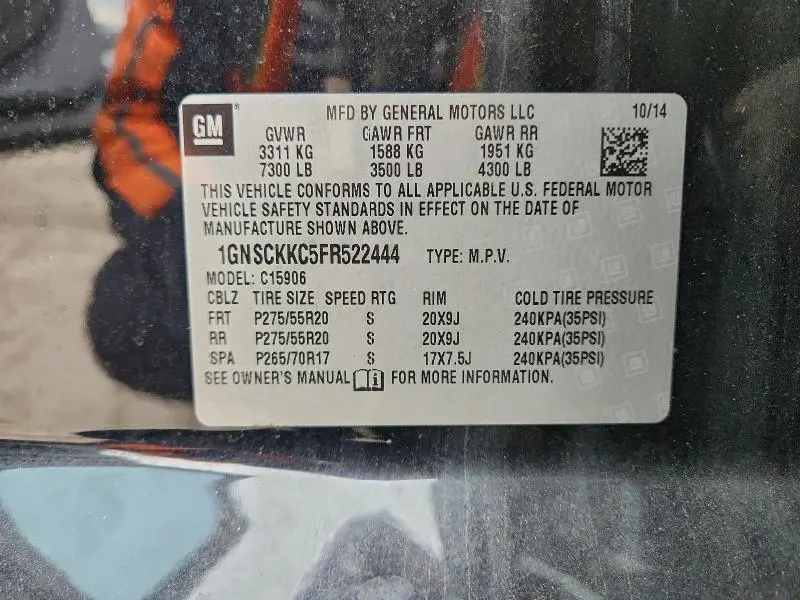 GM
MFD BY GENERAL MOTORS LLC 10/14
GVWR GAWR FRT GAWR RR
3311 KG 1588 KG 1951 KG
7300 LB 3500 LB 4300 LB
THIS VEHICLE CONFORMS TO ALL APPLICABLE U.S. FEDERAL MOTOR
VEHICLE SAFETY STANDARDS IN EFFECT ON THE DATE OF
MANUFACTURE SHOWN ABOVE.
1GNSCKKC5FR522444 TYPE: M.P.V.
MODEL: C15906
CBLZ TIRE SIZE SPEED RTG RIM COLD TIRE PRESSURE
FRT P275/55R20 S 20X9J 240KPA(35PSI)
RR P275/55R20 S 20X9J 240KPA(35PSI)
SPA P265/70R17 S 17X7.5J 240KPA(35PSI)
SEE OWNER'S MANUAL FOR MORE INFORMATION.